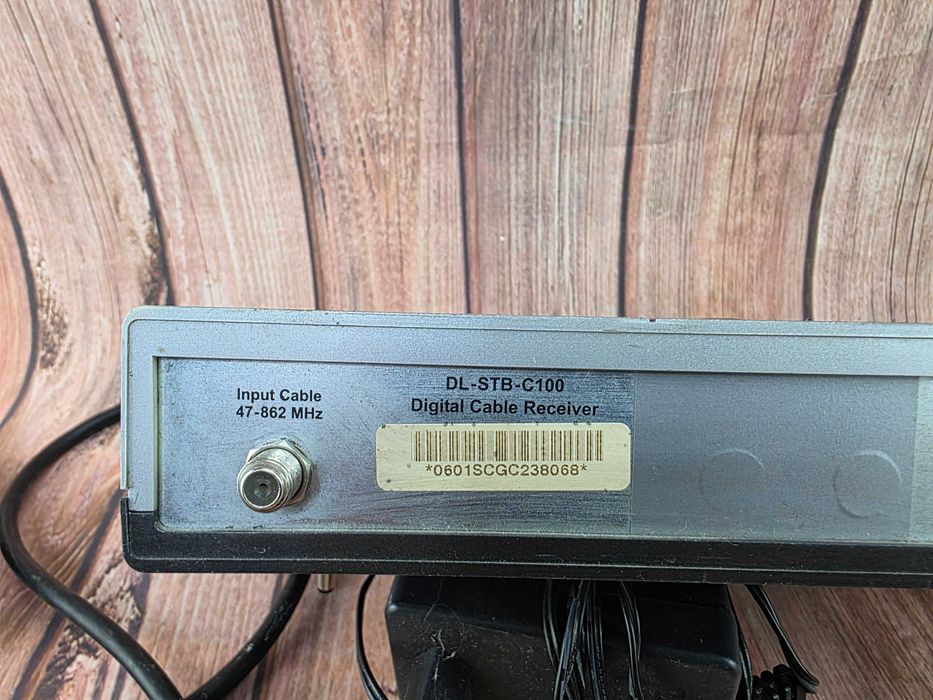 Input Cable
47-862 MHz
DL-STB-C100
Digital Cable Receiver
*0601SCGC238068*